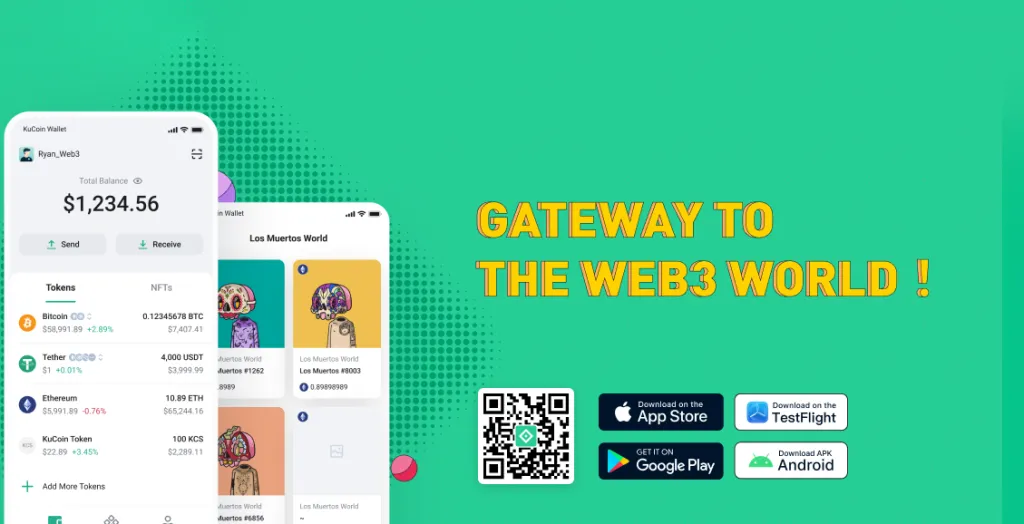 KuCoin Wallet
Ryan_Web3
Total Balance
$1,234.56
Send Receive
Tokens NFTs
Bitcoin 0.12345678 BTC
$58,991.89 +2.89% $7,407.41
Tether 4,000 USDT
$1 +0.01% $3,999.99
Ethereum 10.89 ETH
$5,991.89 -0.76% $65,244.16
KCS
KuCoin Token 100 KCS
$22.89 +3.45% $2,289.11
Add More Tokens
oin Wallet
Los Muertos World
Muertos World
Muertos #1262
.8989
Los Muertos World
Los Muertos #8003
0.89898989
Muertos World
Muertos #6856
Los Muertos World
~
GATEWAY TO
THE WEB3 WORLD !
Download on the
App Store
Download on the
TestFlight
GET IT ON
Google Play
Download APK
Android